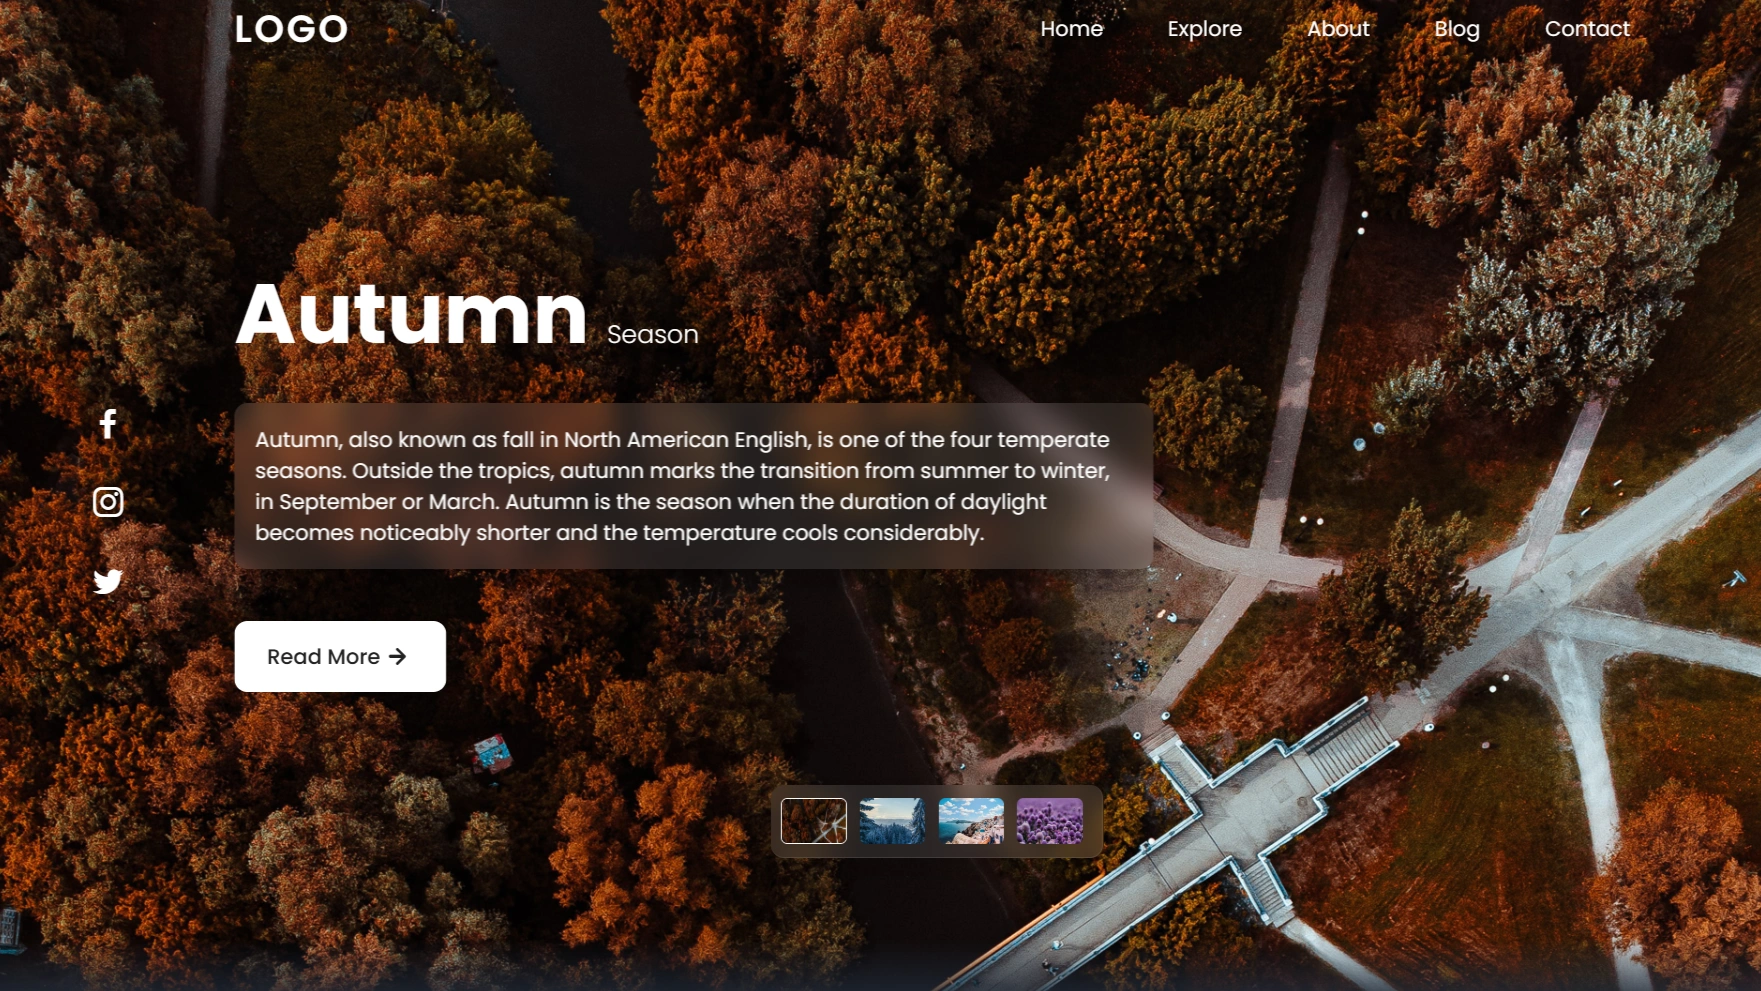 LOGO
Home Explore About Blog Contact
Autumn Season
Autumn, also known as fall in North American English, is one of the four temperate
seasons. Outside the tropics, autumn marks the transition from summer to winter,
in September or March. Autumn is the season when the duration of daylight
becomes noticeably shorter and the temperature cools considerably.
Read More